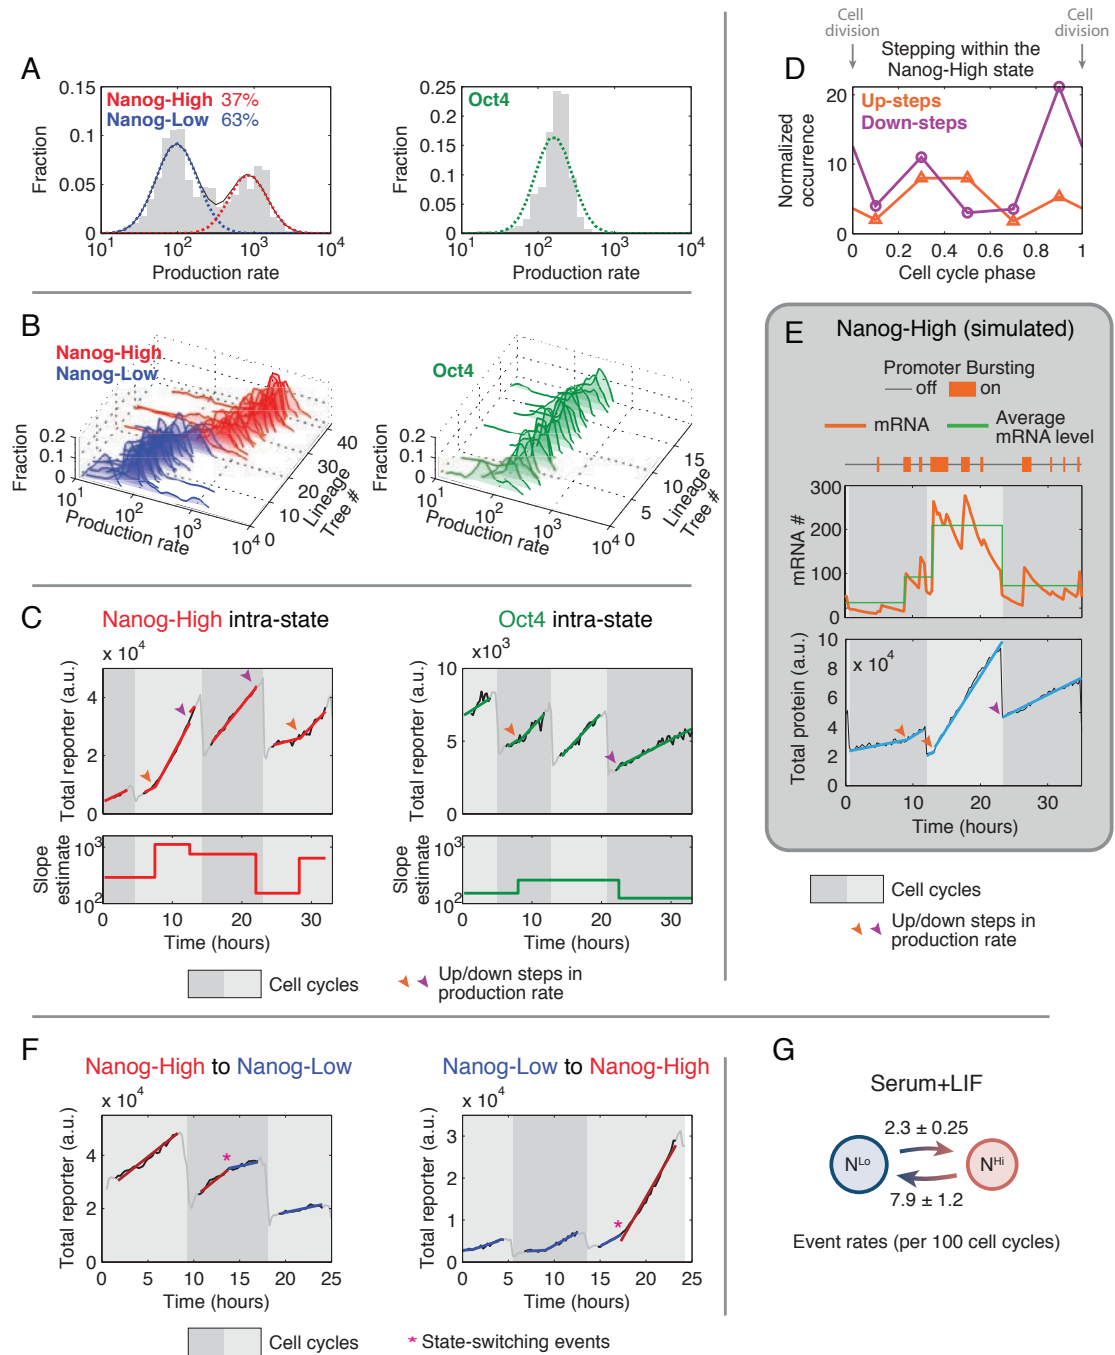 A
Nanog-High 37%
Nanog-Low 63%
Fraction
0.15
0.1
0.05
0
10^1 10^2 10^3 10^4
Production rate
Oct4
Fraction
0.25
0.2
0.15
0.1
0.05
0
10^1 10^2 10^3 10^4
Production rate
B
Nanog-High
Nanog-Low
Fraction
0.2
0.1
0
10^1 10^2 10^3 10^4
Production rate
0 10 20 30 40
Lineage
Tree #
Oct4
Fraction
0.2
0.1
0
10^1 10^2 10^3 10^4
Production rate
0 5 10 15
Lineage
Tree #
C
Nanog-High intra-state
x 10^4
Total reporter (a.u.)
4
2
0
Slope
estimate
10^3
10^2
0 10 20 30
Time (hours)
Oct4 intra-state
x10^3
Total reporter (a.u.)
10
5
0
Slope
estimate
10^3
10^2
0 10 20 30
Time (hours)
Cell cycles
Up/down steps in
production rate
Cell
division
Cell
division
D
Stepping within the
Nanog-High state
Up-steps
Down-steps
Normalized
occurrence
20
10
0
0 0.2 0.4 0.6 0.8 1
Cell cycle phase
E
Nanog-High (simulated)
Promoter Bursting
off on
mRNA
Average
mRNA level
mRNA #
300
200
100
0
Total protein (a.u.)
x 10^4
10
8
6
4
2
0
0 10 20 30
Time (hours)
Cell cycles
Up/down steps in
production rate
F
Nanog-High to Nanog-Low
x 10^4
Total reporter (a.u.)
4
2
0
0 5 10 15 20 25
Time (hours)
Nanog-Low to Nanog-High
x 10^4
Total reporter (a.u.)
3
2
1
0
0 5 10 15 20 25
Time (hours)
Cell cycles
* State-switching events
G
Serum+LIF
2.3 ± 0.25
N^Lo
N^Hi
7.9 ± 1.2
Event rates (per 100 cell cycles)